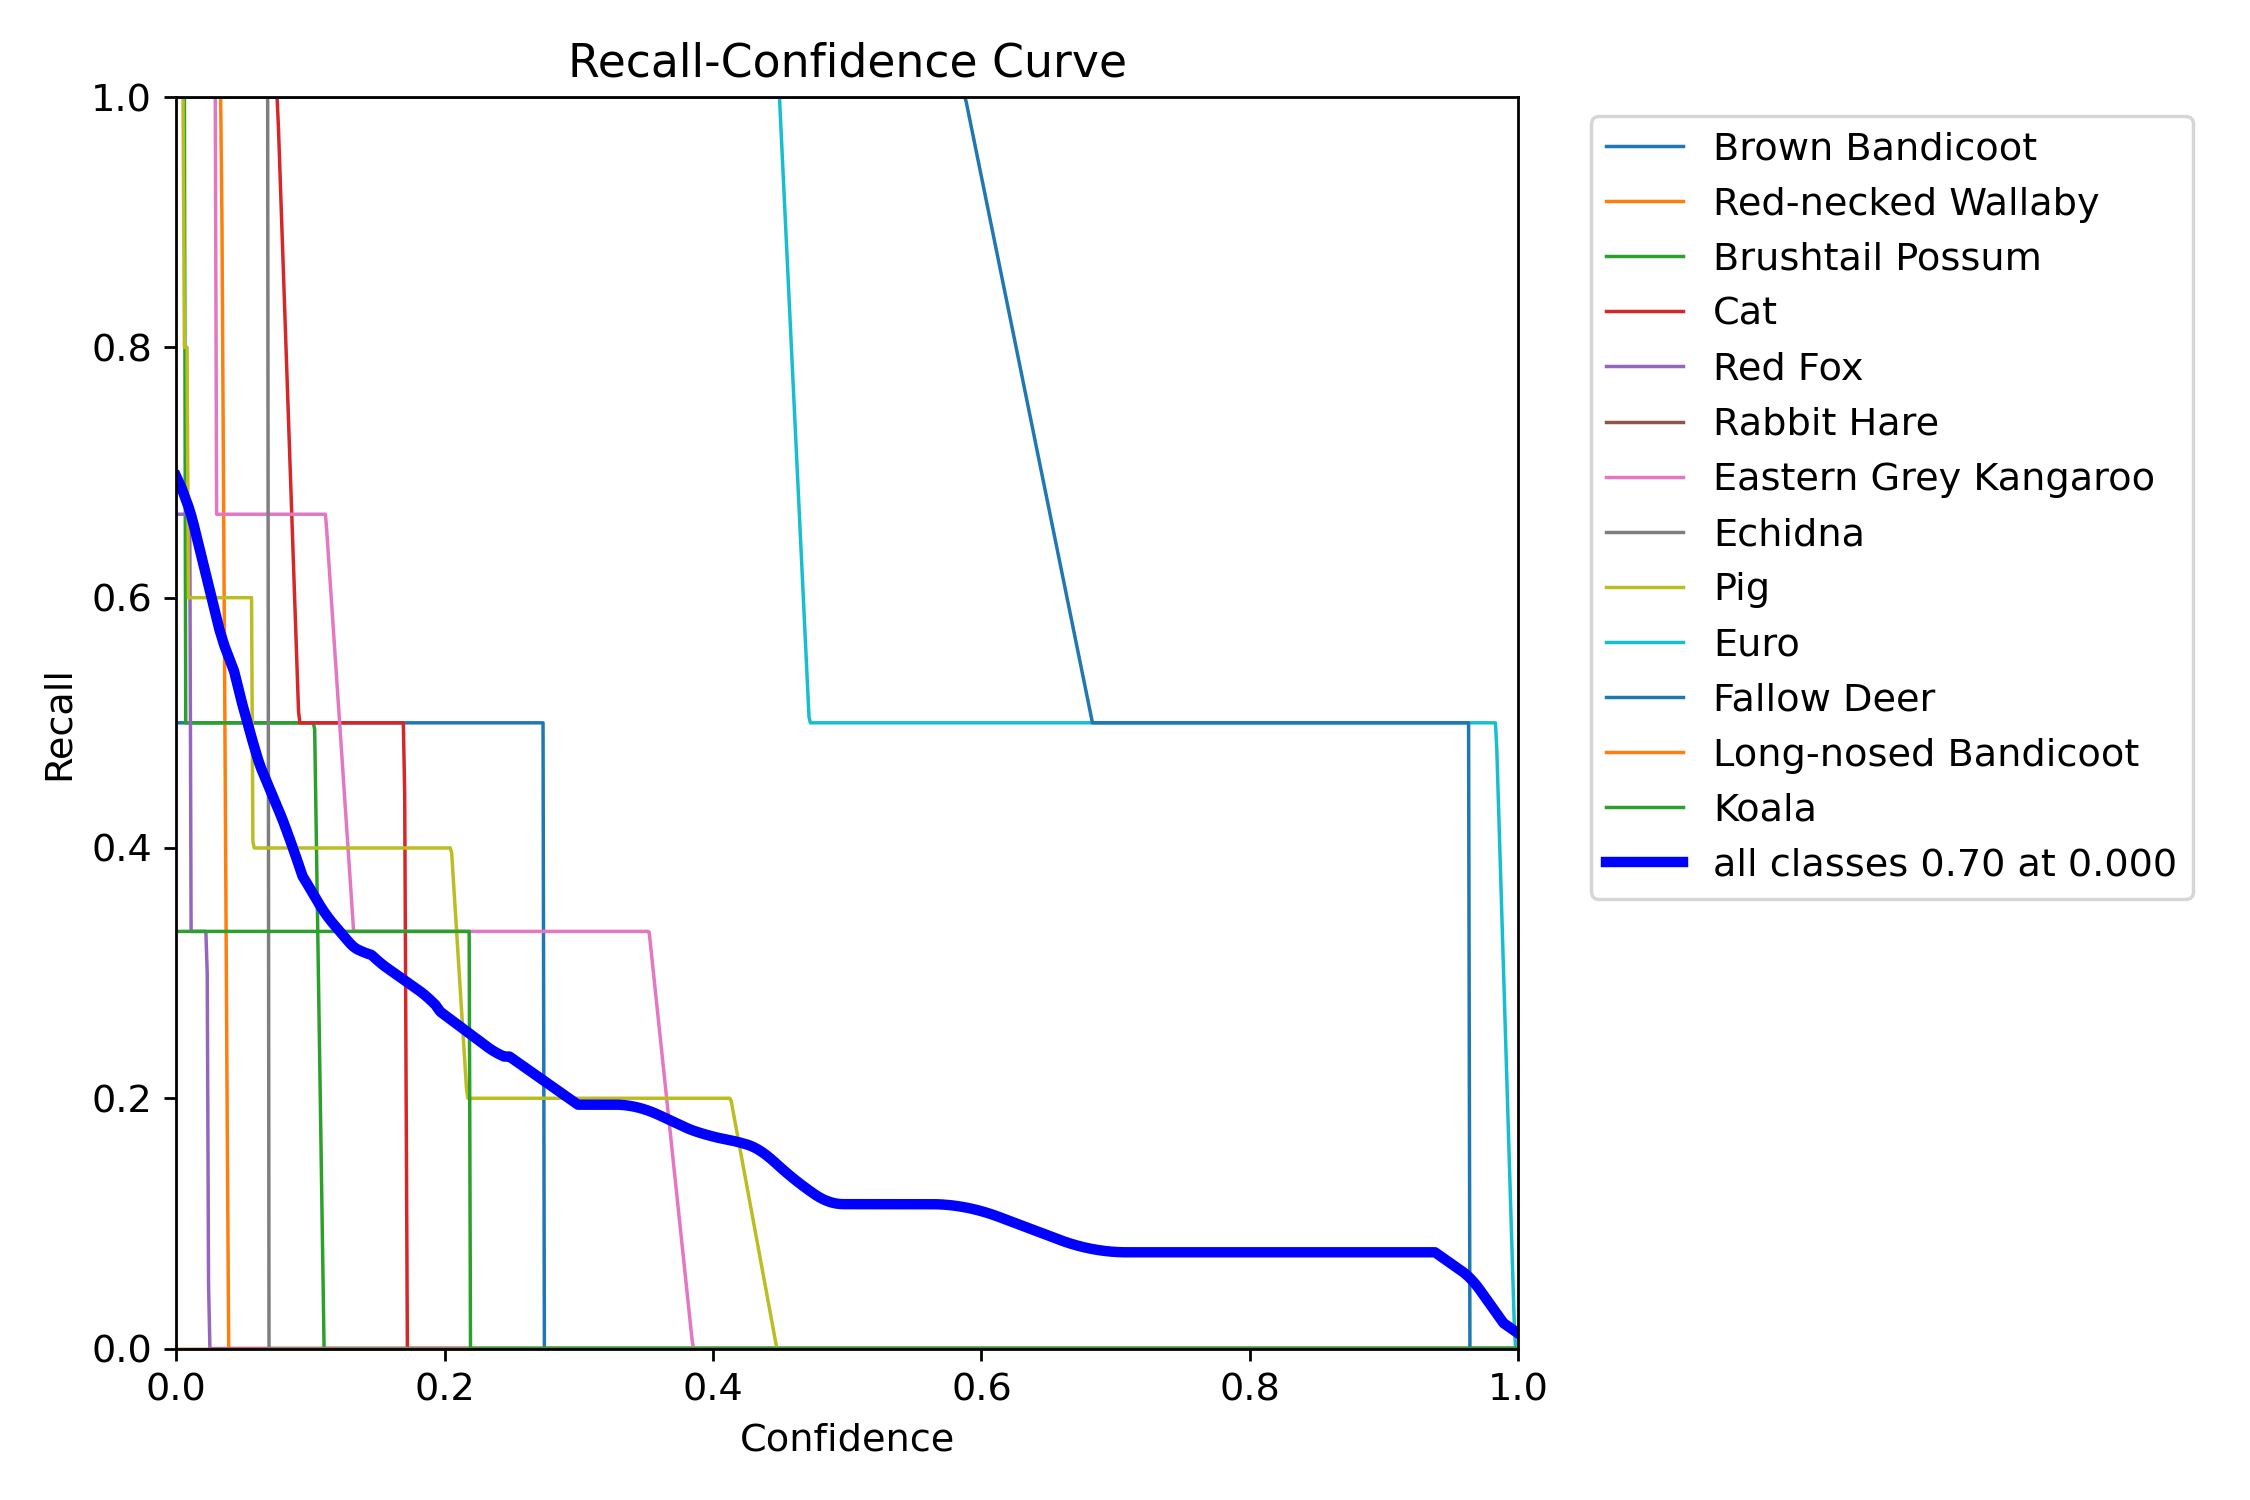 Recall-Confidence Curve
1.0
0.8
0.6
0.4
0.2
0.0
Recall
0.0 0.2 0.4 0.6 0.8 1.0
Confidence
Brown Bandicoot
Red-necked Wallaby
Brushtail Possum
Cat
Red Fox
Rabbit Hare
Eastern Grey Kangaroo
Echidna
Pig
Euro
Fallow Deer
Long-nosed Bandicoot
Koala
all classes 0.70 at 0.000